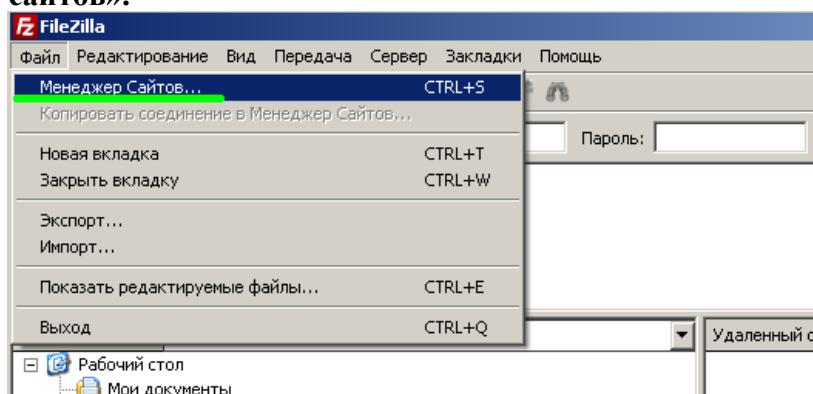 сайтов».
FileZilla
Файл Редактирование Вид Передача Сервер Закладки Помощь
Менеджер Сайтов... CTRL+S
Копировать соединение в Менеджер Сайтов...
Пароль:
Новая вкладка CTRL+T
Закрыть вкладку CTRL+W
Экспорт...
Импорт...
Показать редактируемые файлы... CTRL+E
Выход CTRL+Q
Удаленный
Рабочий стол
Мои документы